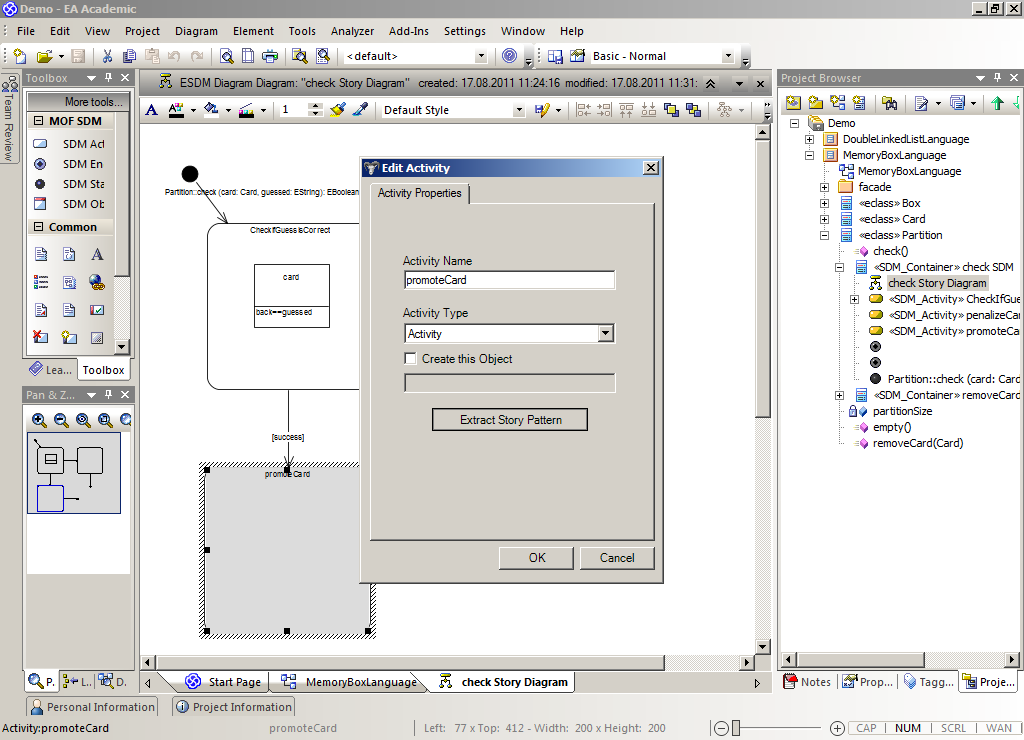 Demo - EA Academic
File Edit View Project Diagram Element Tools Analyzer Add-Ins Settings Window Help
<default> Basic - Normal
Team Review
Toolbox
More tools...
MOF SDM
SDM Act
SDM En
SDM Sta
SDM Ob
Common
Lea... Toolbox
Pan & Z...
P. L.. D.
ESDM Diagram Diagram: "check Story Diagram" created: 17.08.2011 11:24:16 modified: 17.08.2011 11:31:
1 Default Style
Partition::check (card: Card, guessed: EString): EBoolean
CheckIfGuessIsCorrect
card
back==guessed
[success]
promoteCard
Edit Activity
Activity Properties
Activity Name
promoteCard
Activity Type
Activity
Create this Object
Extract Story Pattern
OK Cancel
Start Page MemoryBoxLanguage check Story Diagram
Project Browser
Demo
DoubleLinkedListLanguage
MemoryBoxLanguage
MemoryBoxLanguage
facade
«eclass» Box
«eclass» Card
«eclass» Partition
check()
«SDM_Container» check SDM
check Story Diagram
«SDM_Activity» CheckIfGue
«SDM_Activity» penalizeCar
«SDM_Activity» promoteCa
Partition::check (card: Card
«SDM_Container» removeCard
partitionSize
empty()
removeCard(Card)
Notes Prop... Tagg... Proje...
Personal Information Project Information
Activity:promoteCard promoteCard Left: 77 x Top: 412 - Width: 200 x Height: 200 CAP NUM SCRL WAN